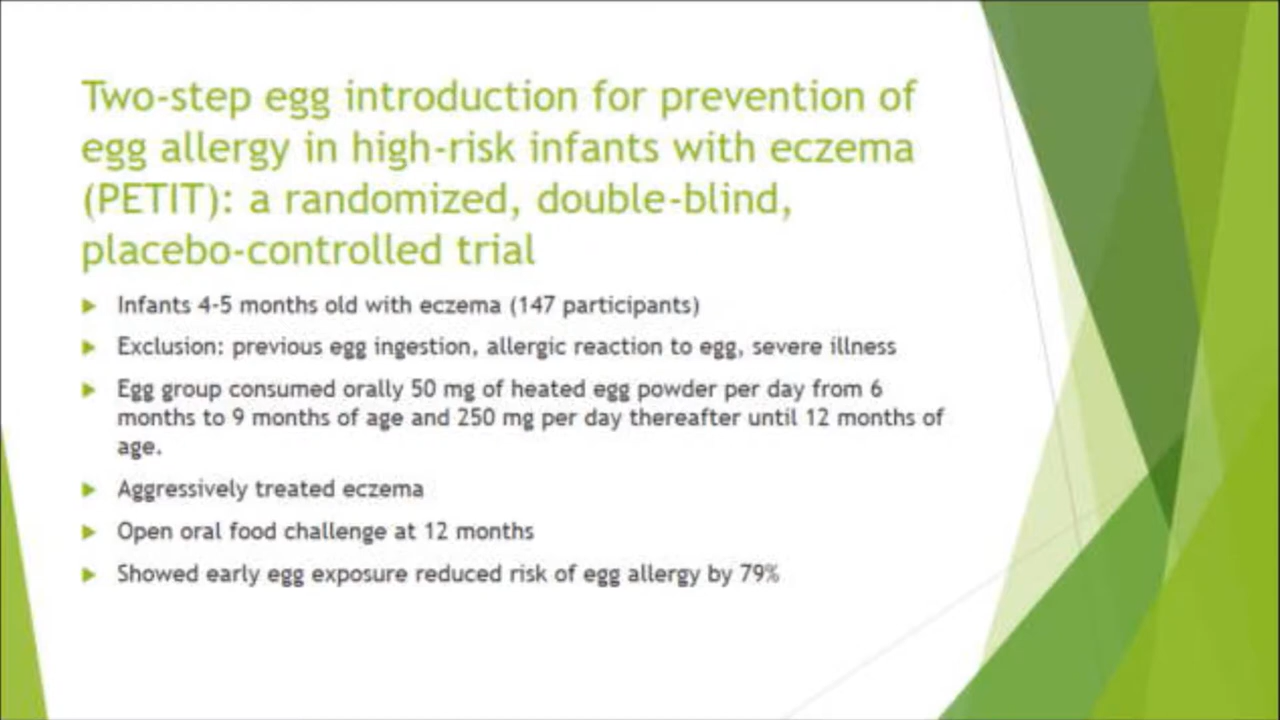 Two-step egg introduction for prevention of
egg allergy in high-risk infants with eczema
(PETIT): a randomized, double-blind,
placebo-controlled trial
Infants 4-5 months old with eczema (147 participants)
Exclusion: previous egg ingestion, allergic reaction to egg, severe illness
Egg group consumed orally 50 mg of heated egg powder per day from 6
months to 9 months of age and 250 mg per day thereafter until 12 months of
age.
Aggressively treated eczema
Open oral food challenge at 12 months
Showed early egg exposure reduced risk of egg allergy by 79%